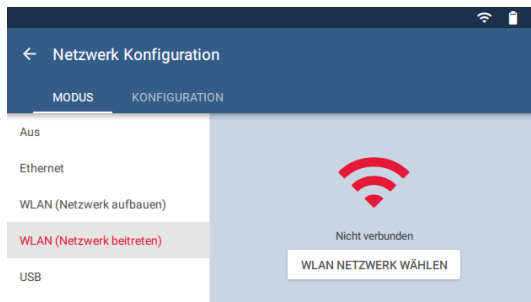 Netzwerk Konfiguration
MODUS KONFIGURATION
Aus
Ethernet
WLAN (Netzwerk aufbauen)
WLAN (Netzwerk beitreten)
USB
Nicht verbunden
WLAN NETZWERK WÄHLEN